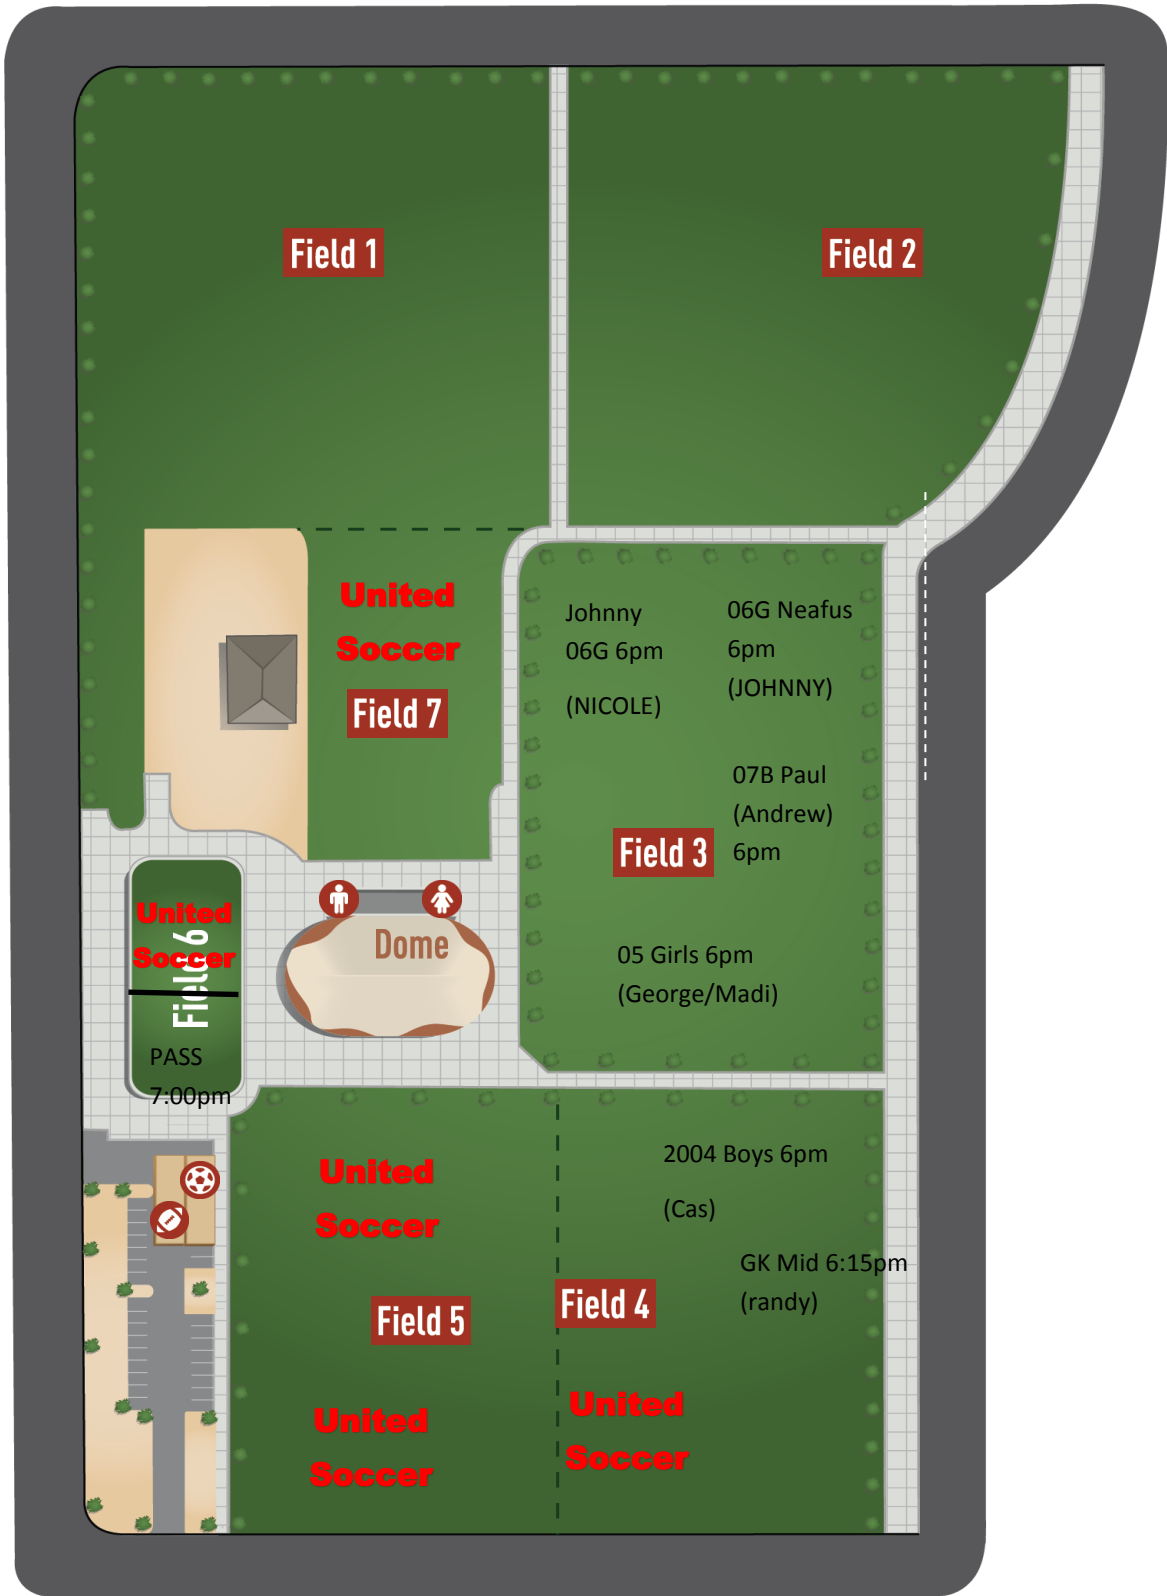 Field 1
Field 2
United
Soccer
Field 7
Johnny
06G 6pm
(NICOLE)
06G Neafus
6pm
(JOHNNY)
07B Paul
(Andrew)
6pm
Field 3
05 Girls 6pm
(George/Madi)
United
Soccer
Field 6
PASS
7:00pm
Dome
United
Soccer
Field 5
United
Soccer
2004 Boys 6pm
(Cas)
GK Mid 6:15pm
(randy)
Field 4
United
Soccer